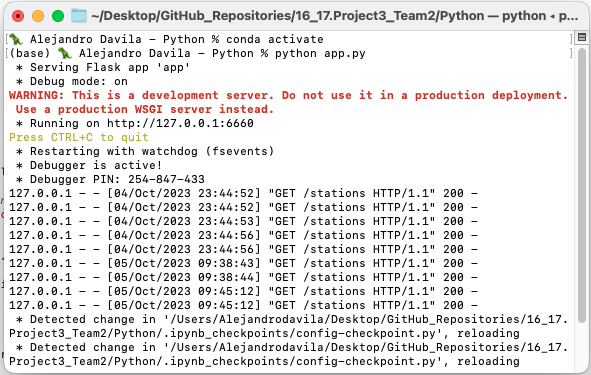 ~/Desktop/GitHub_Repositories/16_17.Project3_Team2/Python — python ◂ p...
[🦖 Alejandro Davila – Python % conda activate ]
[(base) 🦖 Alejandro Davila – Python % python app.py ]
 * Serving Flask app 'app'
 * Debug mode: on
WARNING: This is a development server. Do not use it in a production deployment.
 Use a production WSGI server instead.
 * Running on http://127.0.0.1:6660
Press CTRL+C to quit
 * Restarting with watchdog (fsevents)
 * Debugger is active!
 * Debugger PIN: 254-847-433
127.0.0.1 - - [04/Oct/2023 23:44:52] "GET /stations HTTP/1.1" 200 -
127.0.0.1 - - [04/Oct/2023 23:44:52] "GET /stations HTTP/1.1" 200 -
127.0.0.1 - - [04/Oct/2023 23:44:53] "GET /stations HTTP/1.1" 200 -
127.0.0.1 - - [04/Oct/2023 23:44:56] "GET /stations HTTP/1.1" 200 -
127.0.0.1 - - [04/Oct/2023 23:44:56] "GET /stations HTTP/1.1" 200 -
127.0.0.1 - - [05/Oct/2023 09:38:43] "GET /stations HTTP/1.1" 200 -
127.0.0.1 - - [05/Oct/2023 09:38:44] "GET /stations HTTP/1.1" 200 -
127.0.0.1 - - [05/Oct/2023 09:45:12] "GET /stations HTTP/1.1" 200 -
127.0.0.1 - - [05/Oct/2023 09:45:12] "GET /stations HTTP/1.1" 200 -
 * Detected change in '/Users/Alejandrodavila/Desktop/GitHub_Repositories/16_17.
Project3_Team2/Python/.ipynb_checkpoints/config-checkpoint.py', reloading
 * Detected change in '/Users/Alejandrodavila/Desktop/GitHub_Repositories/16_17.
Project3_Team2/Python/.ipynb_checkpoints/config-checkpoint.py', reloading